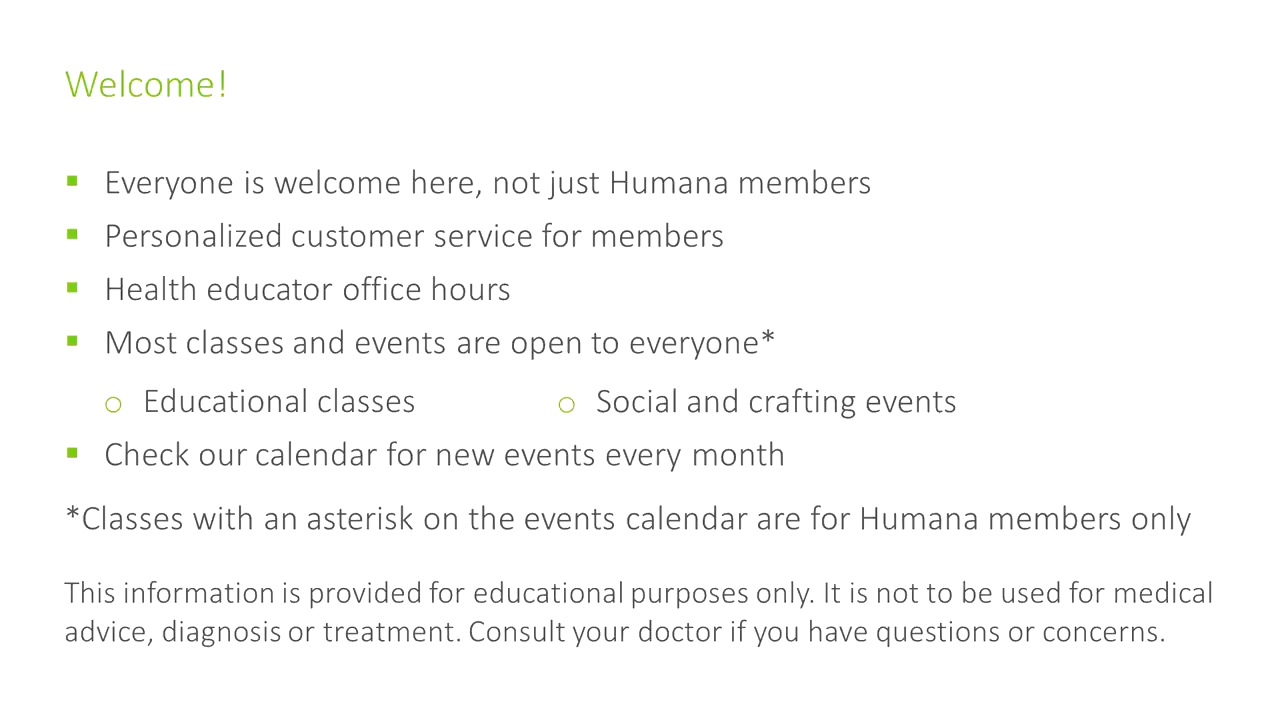 Welcome!
▪ Everyone is welcome here, not just Humana members
▪ Personalized customer service for members
▪ Health educator office hours
▪ Most classes and events are open to everyone*
o Educational classes o Social and crafting events
▪ Check our calendar for new events every month
*Classes with an asterisk on the events calendar are for Humana members only
This information is provided for educational purposes only. It is not to be used for medical
advice, diagnosis or treatment. Consult your doctor if you have questions or concerns.